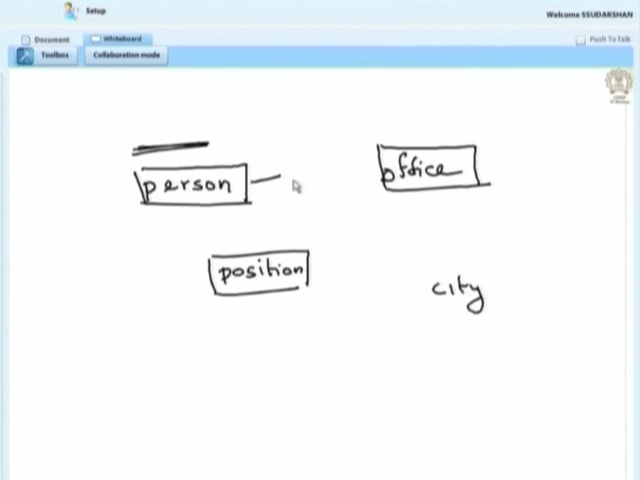 Setup
Welcome SSUDARSHAN
Document Whiteboard
Push To Talk
Toolbox Collaboration mode
person office
position
city